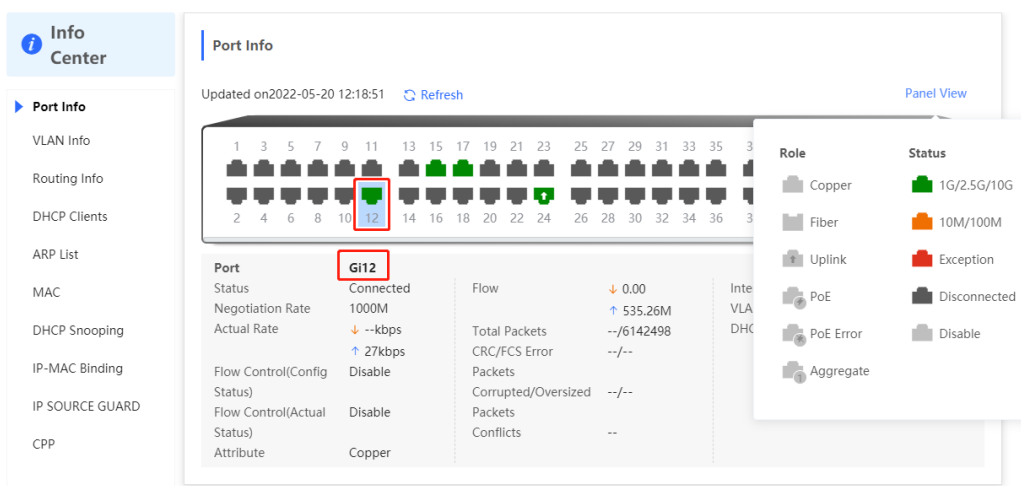 Info
Center
Port Info
VLAN Info
Routing Info
DHCP Clients
ARP List
MAC
DHCP Snooping
IP-MAC Binding
IP SOURCE GUARD
CPP
Port Info
Updated on2022-05-20 12:18:51 Refresh Panel View
1 3 5 7 9 11 13 15 17 19 21 23 25 27 29 31 33 35 3
2 4 6 8 10 12 14 16 18 20 22 24 26 28 30 32 34 36 3
Role Status
Copper 1G/2.5G/10G
Fiber 10M/100M
Uplink Exception
PoE Disconnected
PoE Error Disable
1 Aggregate
Port Gi12
Status Connected Flow ↓ 0.00 Inte
Negotiation Rate 1000M ↑ 535.26M VLA
Actual Rate ↓ --kbps Total Packets --/6142498 DHC
↑ 27kbps CRC/FCS Error --/--
Flow Control(Config Disable Packets
Status) Corrupted/Oversized --/--
Flow Control(Actual Disable Packets
Status) Conflicts --
Attribute Copper